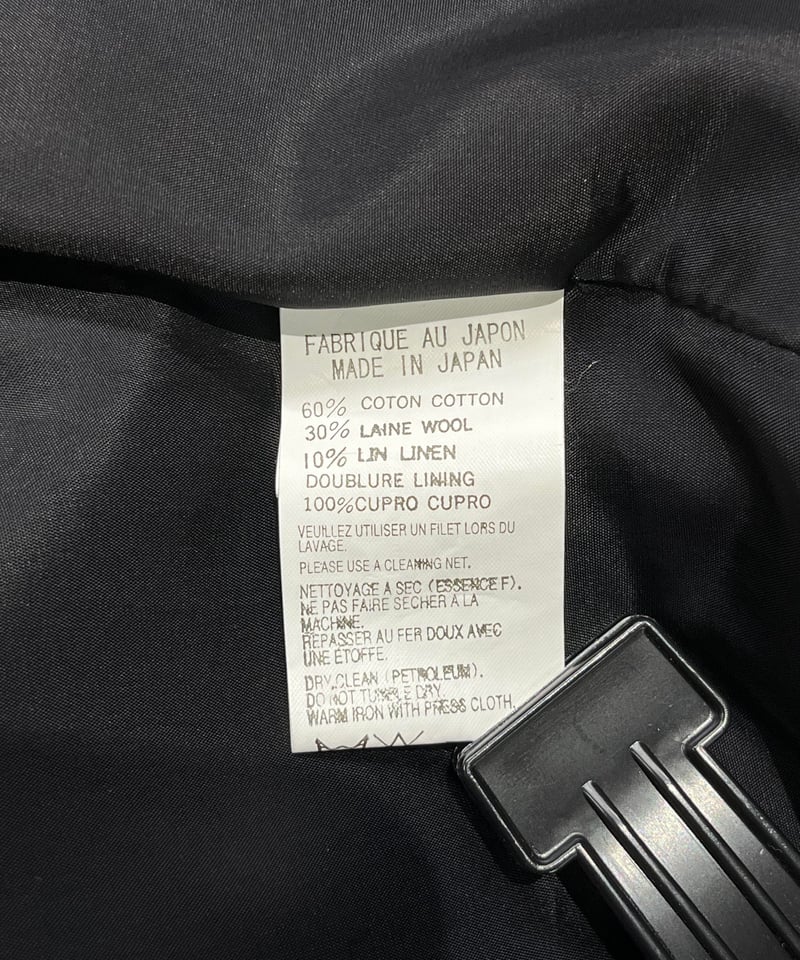 FABRIQUE AU JAPON
MADE IN JAPAN
60% COTON COTTON
30% LAINE WOOL
10% LIN LINEN
DOUBLURE LINING
100%CUPRO CUPRO
VEUILLEZ UTILISER UN FILET LORS DU
LAVAGE.
PLEASE USE A CLEANING NET.
NETTOYAGE A SEC (ESSENCE F).
NE PAS FAIRE SECHER A LA
MACHINE.
REPASSER AU FER DOUX AVEC
UNE ETOFFE.
DRY.CLEAN (PETROLEUM).
DO NOT TUMBLE DRY.
WARM IRON WITH PRESS CLOTH.